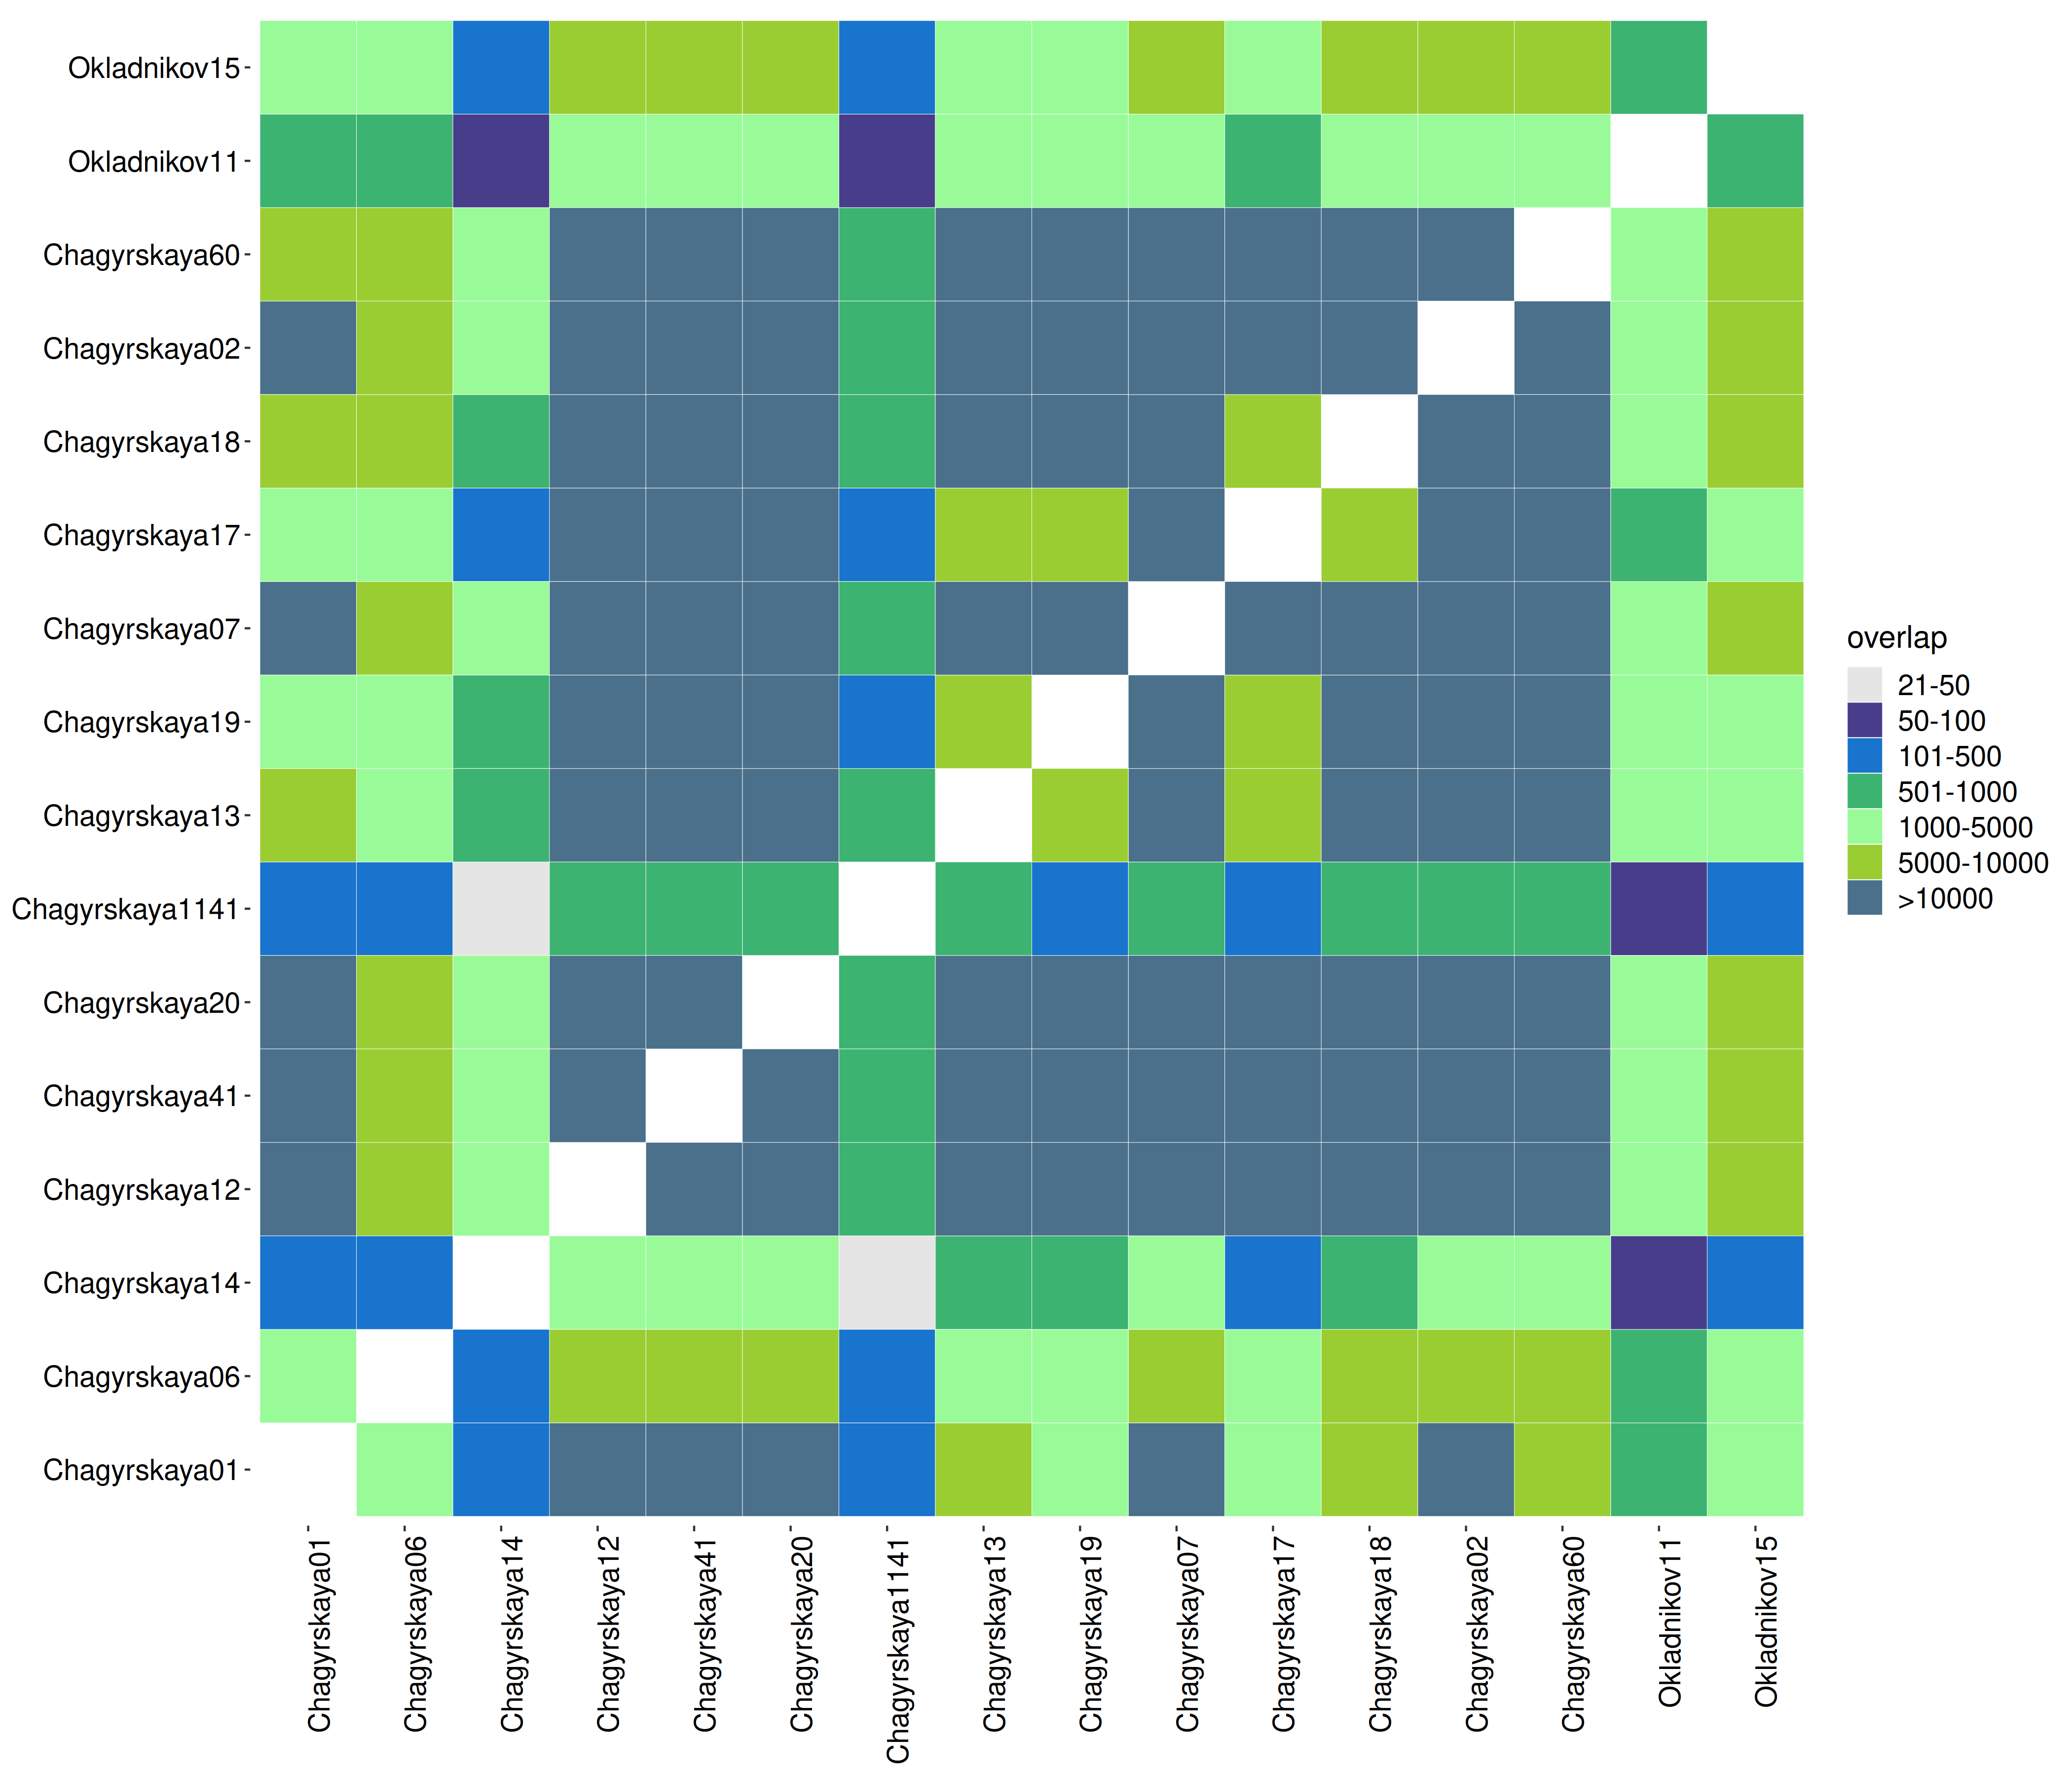 Okladnikov15
Okladnikov11
Chagyrskaya60
Chagyrskaya02
Chagyrskaya18
Chagyrskaya17
Chagyrskaya07
Chagyrskaya19
Chagyrskaya13
Chagyrskaya1141
Chagyrskaya20
Chagyrskaya41
Chagyrskaya12
Chagyrskaya14
Chagyrskaya06
Chagyrskaya01
Chagyrskaya01
Chagyrskaya06
Chagyrskaya14
Chagyrskaya12
Chagyrskaya41
Chagyrskaya20
Chagyrskaya1141
Chagyrskaya13
Chagyrskaya19
Chagyrskaya07
Chagyrskaya17
Chagyrskaya18
Chagyrskaya02
Chagyrskaya60
Okladnikov11
Okladnikov15
overlap
21-50
50-100
101-500
501-1000
1000-5000
5000-10000
>10000